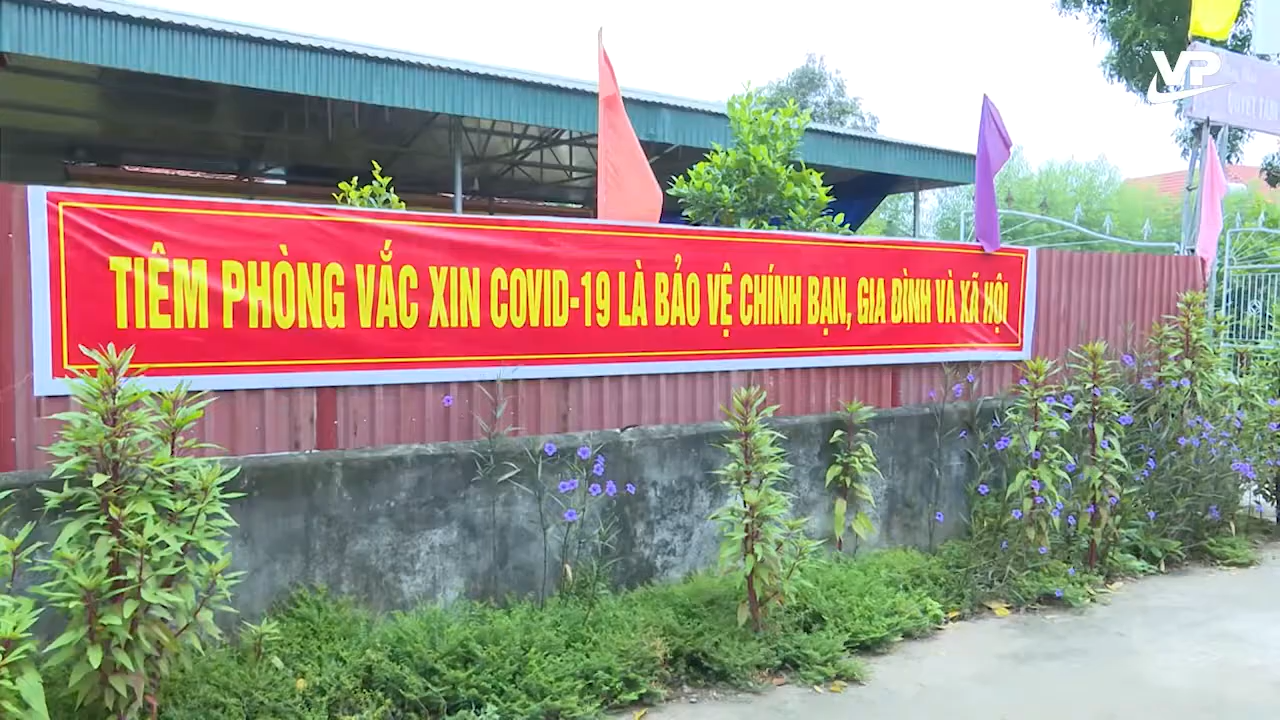 VP
TIÊM PHÒNG VẮC XIN COVID-19 LÀ BẢO VỆ CHÍNH BẠN, GIA ĐÌNH VÀ XÃ HỘI